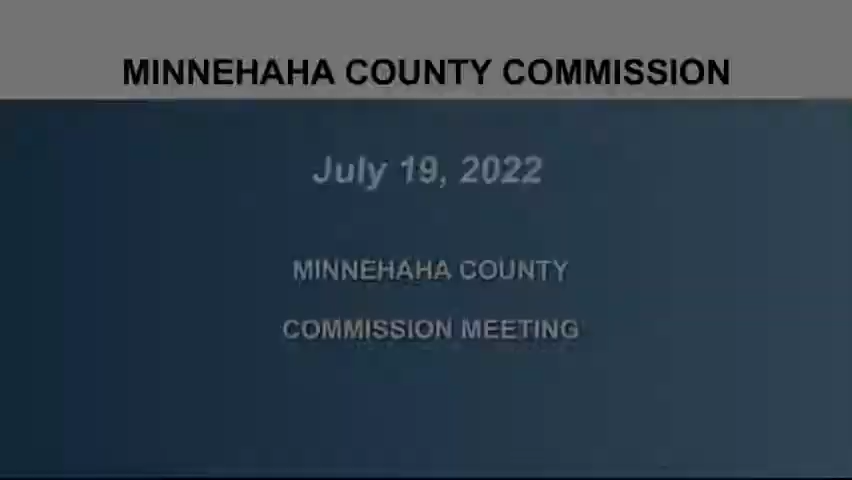 MINNEHAHA COUNTY COMMISSION
July 19, 2022
MINNEHAHA COUNTY
COMMISSION MEETING